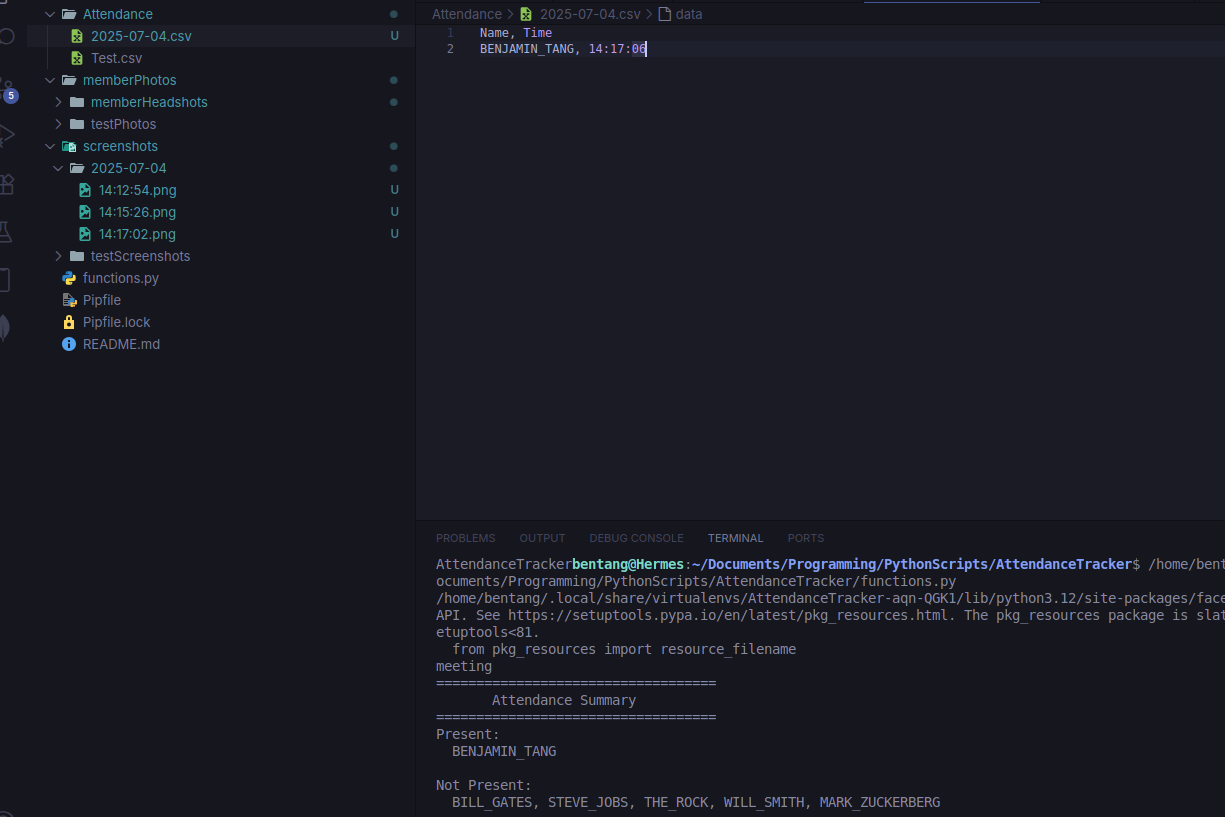 Attendance
2025-07-04.csv U
Test.csv
memberPhotos
memberHeadshots
testPhotos
screenshots
2025-07-04
14:12:54.png U
14:15:26.png U
14:17:02.png U
testScreenshots
functions.py
Pipfile
Pipfile.lock
README.md
5
Attendance > 2025-07-04.csv > data
1 Name, Time
2 BENJAMIN_TANG, 14:17:06
PROBLEMS OUTPUT DEBUG CONSOLE TERMINAL PORTS
AttendanceTrackerbentang@Hermes:~/Documents/Programming/PythonScripts/AttendanceTracker$ /home/bent
ocuments/Programming/PythonScripts/AttendanceTracker/functions.py
/home/bentang/.local/share/virtualenvs/AttendanceTracker-aqn-QGK1/lib/python3.12/site-packages/face
API. See https://setuptools.pypa.io/en/latest/pkg_resources.html. The pkg_resources package is slat
etuptools<81.
from pkg_resources import resource_filename
meeting
===================================
Attendance Summary
===================================
Present:
BENJAMIN_TANG
Not Present:
BILL_GATES, STEVE_JOBS, THE_ROCK, WILL_SMITH, MARK_ZUCKERBERG